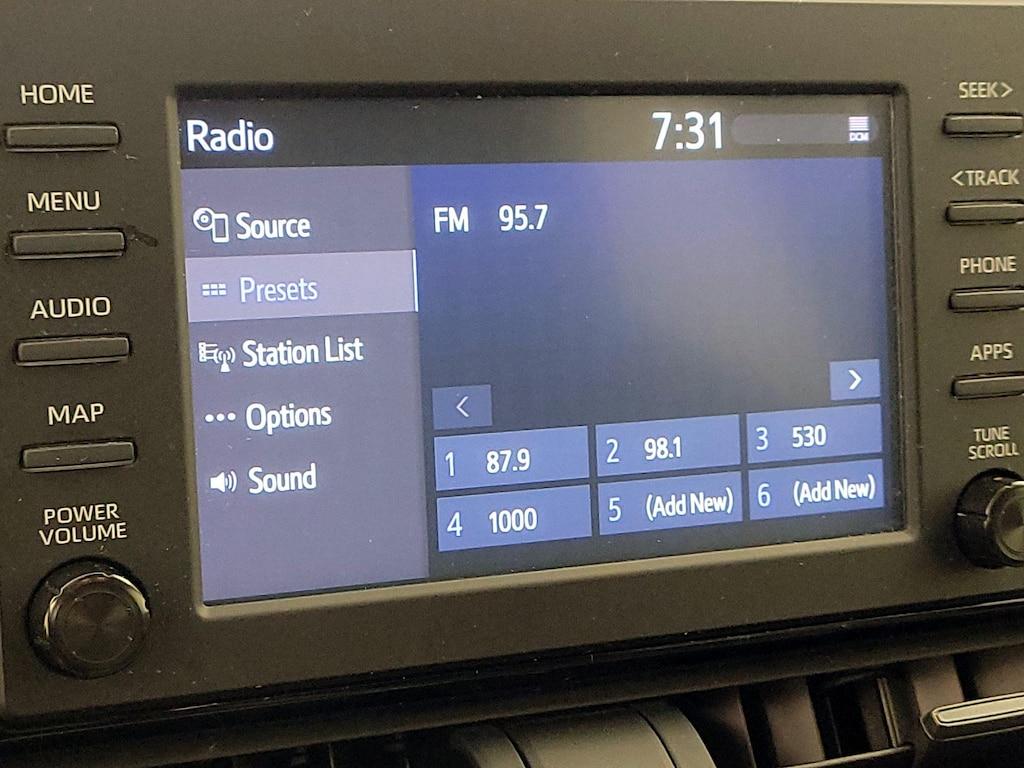 HOME
MENU
AUDIO
MAP
POWER
VOLUME
Radio
7:31
DCM
Source
Presets
Station List
Options
Sound
FM 95.7
<
>
1 87.9
2 98.1
3 530
4 1000
5 (Add New)
6 (Add New)
SEEK>
<TRACK
PHONE
APPS
TUNE
SCROLL